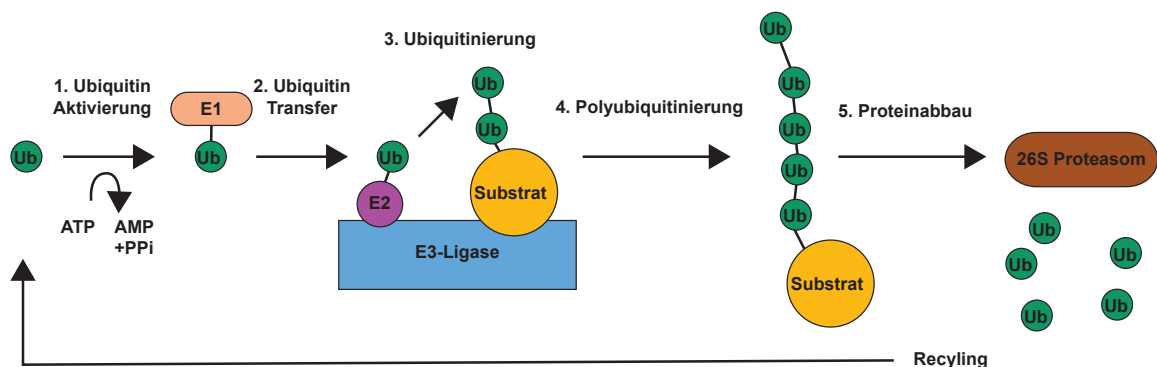 3. Ubiquitinierung
1. Ubiquitin
Aktivierung
2. Ubiquitin
Transfer
4. Polyubiquitinierung
5. Proteinabbau
Ub
E1
Ub
Ub
E2
Ub
Ub
Substrat
E3-Ligase
ATP
AMP
+PPi
Ub
Ub
Ub
Ub
Ub
Substrat
26S Proteasom
Ub
Ub
Ub
Ub
Ub
Recyling